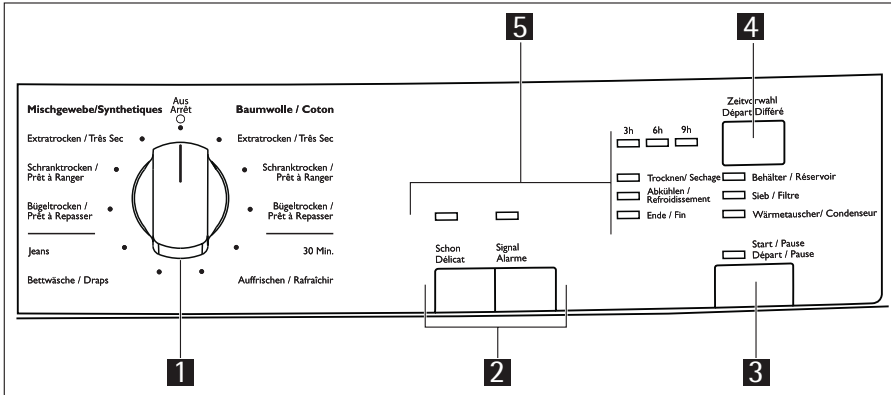 5
4
Aus
Arrêt
Mischgewebe/Synthetiques
Baumwolle / Coton
Extratrocken / Três Sec
Extratrocken / Três Sec
Schranktrocken /
Prêt à Ranger
Schranktrocken /
Prêt à Ranger
Bügeltrocken /
Prêt à Repasser
Bügeltrocken /
Prêt à Repasser
Jeans
30 Min.
Bettwäsche / Draps
Auffrischen / Rafraîchir
Schon
Délicat
Signal
Alarme
3h 6h 9h
Trocknen/ Sechage
Abkühlen /
Refroidissement
Ende / Fin
Zeitvorwahl
Départ Différé
Behälter / Réservoir
Sieb / Filtre
Wärmetauscher/ Condenseur
Start / Pause
Départ / Pause
1
2
3